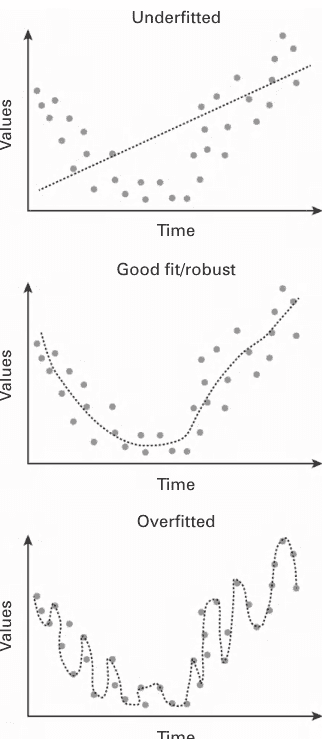 Underfitted
Values
Time
Good fit/robust
Values
Time
Overfitted
Values
Time